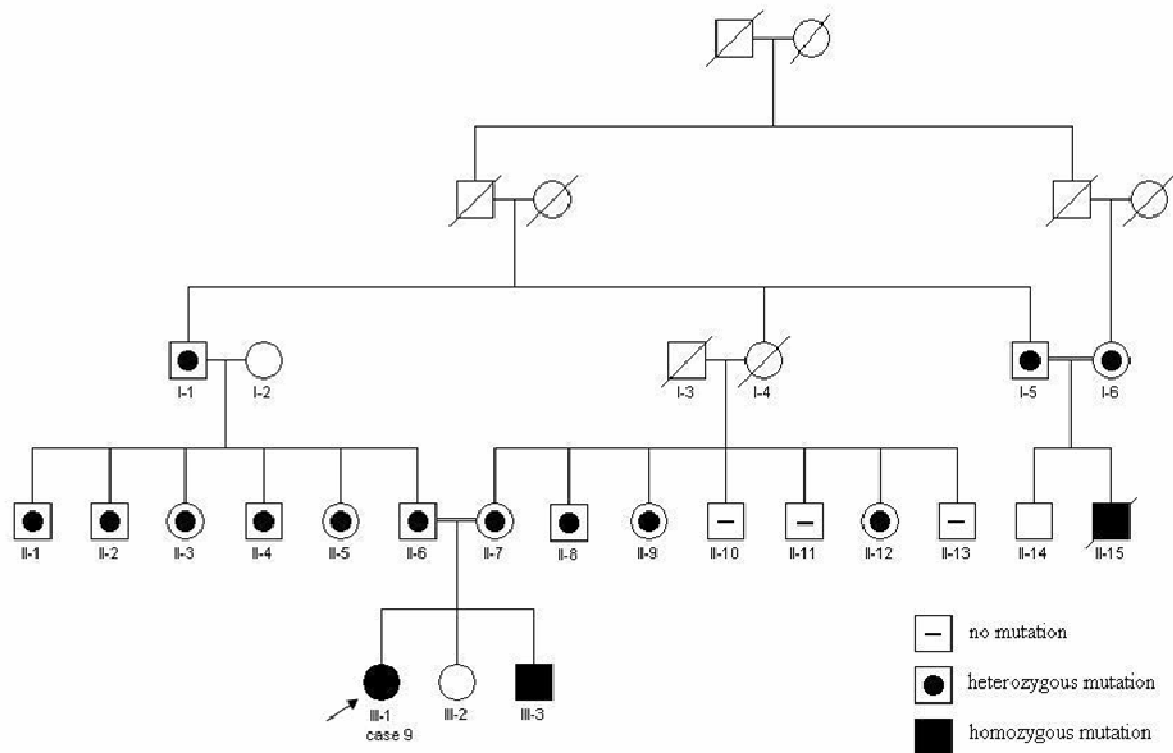 I-1 I-2 I-3 I-4 I-5 I-6
II-1 II-2 II-3 II-4 II-5 II-6 II-7 II-8 II-9 II-10 II-11 II-12 II-13 II-14 II-15
no mutation
heterozygous mutation
III-1 III-2 III-3
case 9
homozygous mutation